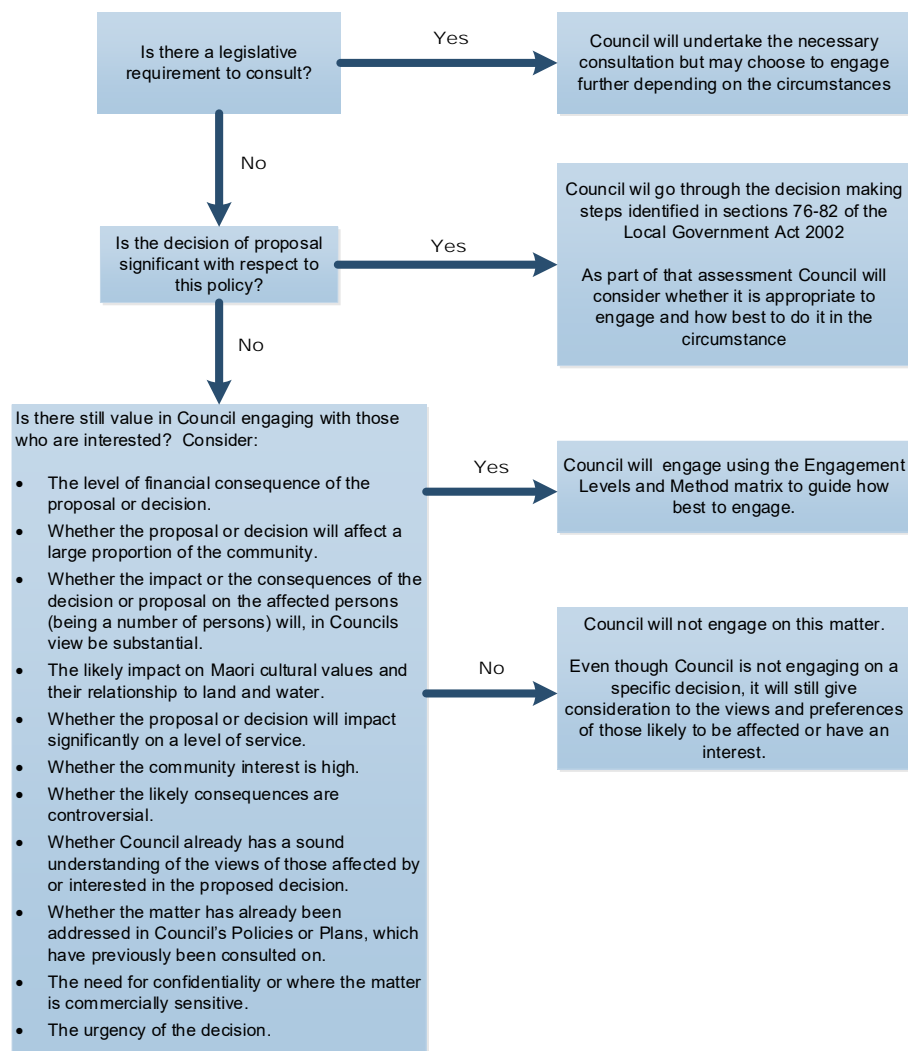 Is there a legislative
requirement to consult?
Yes
Council will undertake the necessary
consultation but may choose to engage
further depending on the circumstances
No
Is the decision of proposal
significant with respect to
this policy?
Yes
Council wil go through the decision making
steps identified in sections 76-82 of the
Local Government Act 2002
As part of that assessment Council will
consider whether it is appropriate to
engage and how best to do it in the
circumstance
No
Is there still value in Council engaging with those
who are interested? Consider:
• The level of financial consequence of the
proposal or decision.
• Whether the proposal or decision will affect a
large proportion of the community.
• Whether the impact or the consequences of the
decision or proposal on the affected persons
(being a number of persons) will, in Councils
view be substantial.
• The likely impact on Maori cultural values and
their relationship to land and water.
• Whether the proposal or decision will impact
significantly on a level of service.
• Whether the community interest is high.
• Whether the likely consequences are
controversial.
• Whether Council already has a sound
understanding of the views of those affected by
or interested in the proposed decision.
• Whether the matter has already been
addressed in Council's Policies or Plans, which
have previously been consulted on.
• The need for confidentiality or where the matter
is commercially sensitive.
• The urgency of the decision.
Yes
Council will engage using the Engagement
Levels and Method matrix to guide how
best to engage.
No
Council will not engage on this matter.
Even though Council is not engaging on a
specific decision, it will still give
consideration to the views and preferences
of those likely to be affected or have an
interest.